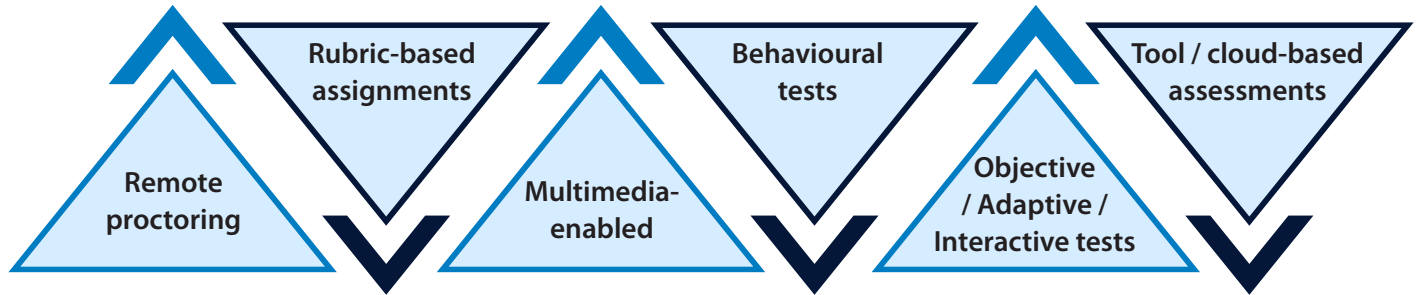 Remote
proctoring
Rubric-based
assignments
Multimedia-
enabled
Behavioural
tests
Objective
/ Adaptive /
Interactive tests
Tool / cloud-based
assessments